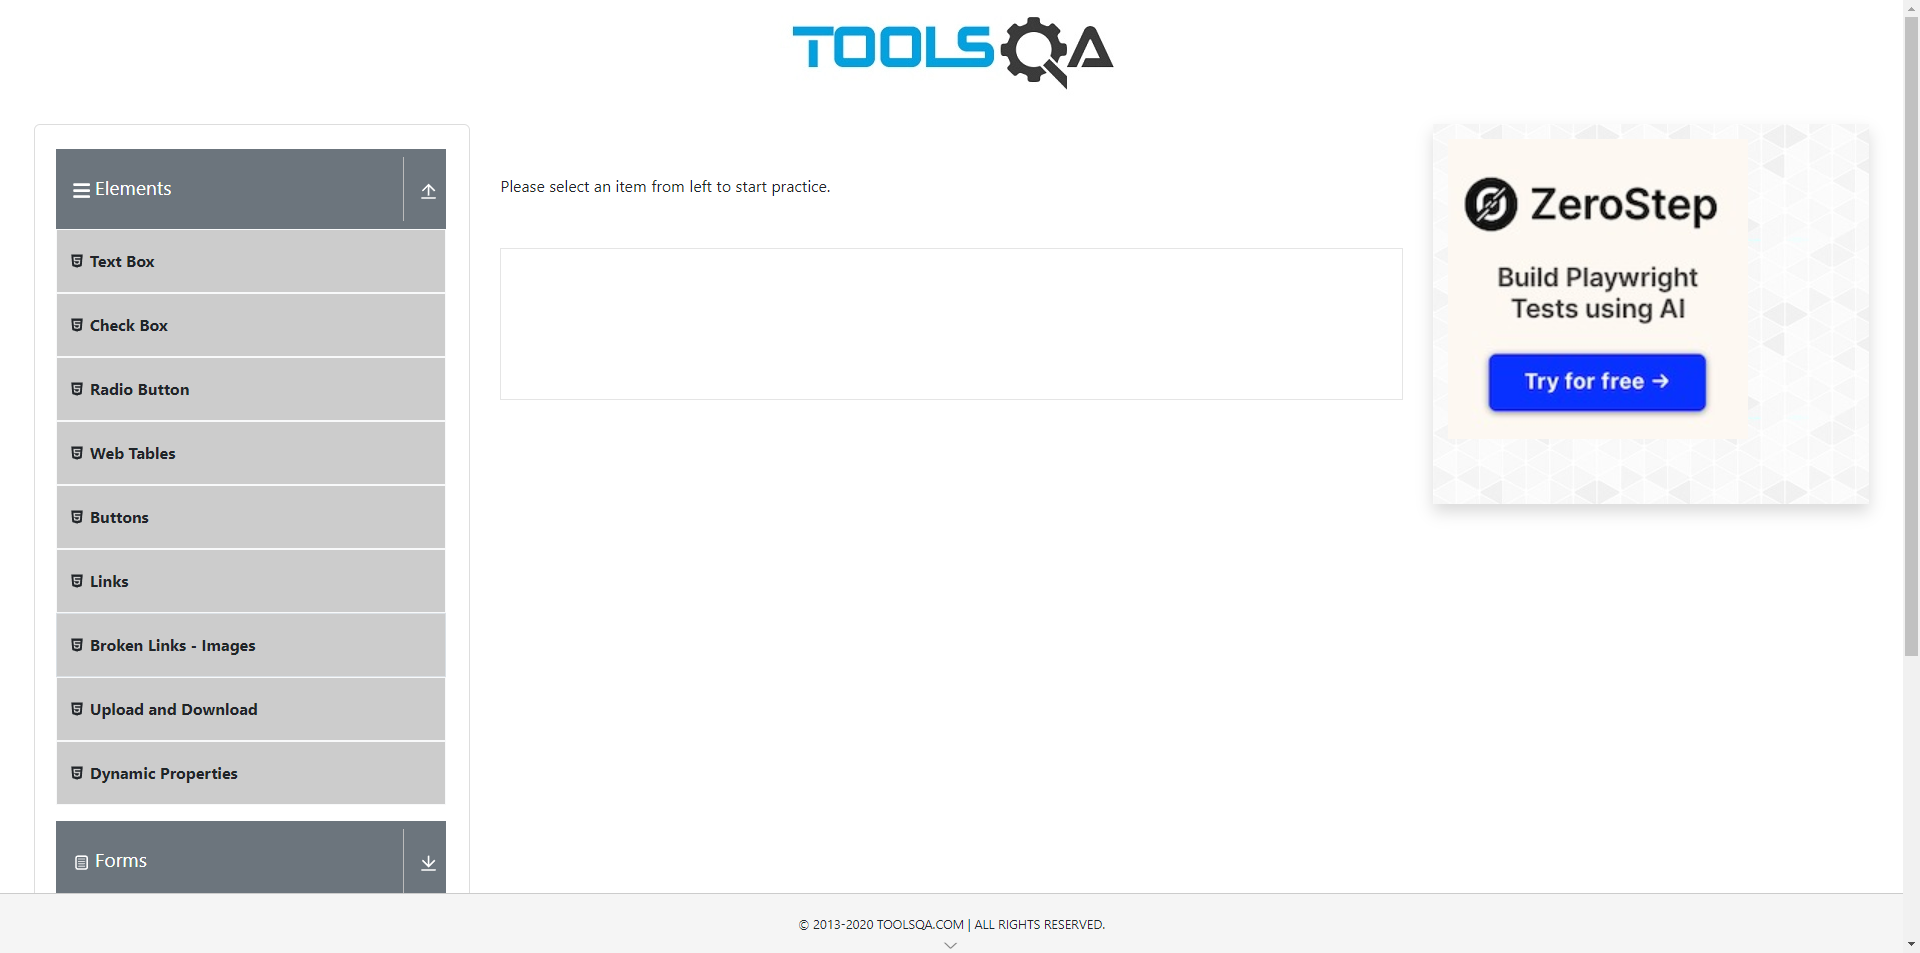 TOOLSQA
Elements
Text Box
Check Box
Radio Button
Web Tables
Buttons
Links
Broken Links - Images
Upload and Download
Dynamic Properties
Forms
Please select an item from left to start practice.
ZeroStep
Build Playwright
Tests using AI
Try for free →
© 2013-2020 TOOLSQA.COM | ALL RIGHTS RESERVED.